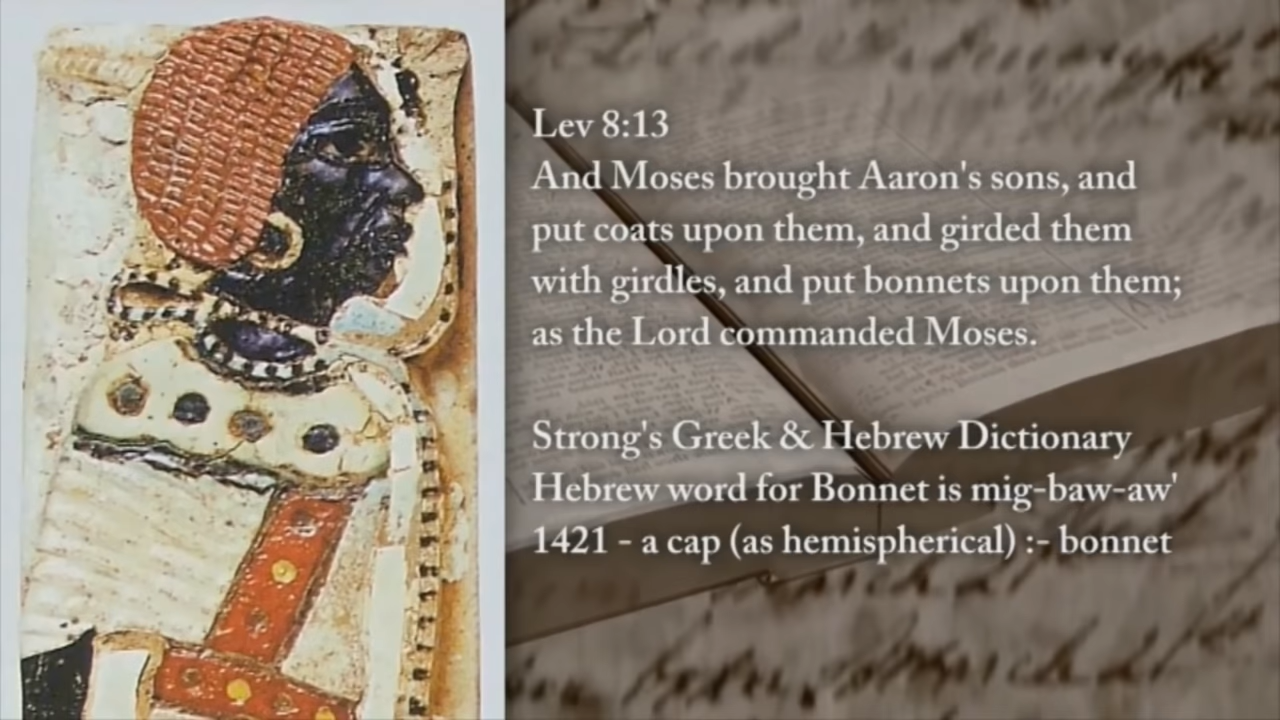 Lev 8:13
And Moses brought Aaron's sons, and
put coats upon them, and girded them
with girdles, and put bonnets upon them;
as the Lord commanded Moses.
Strong's Greek & Hebrew Dictionary
Hebrew word for Bonnet is mig-baw-aw'
1421 - a cap (as hemispherical) :- bonnet